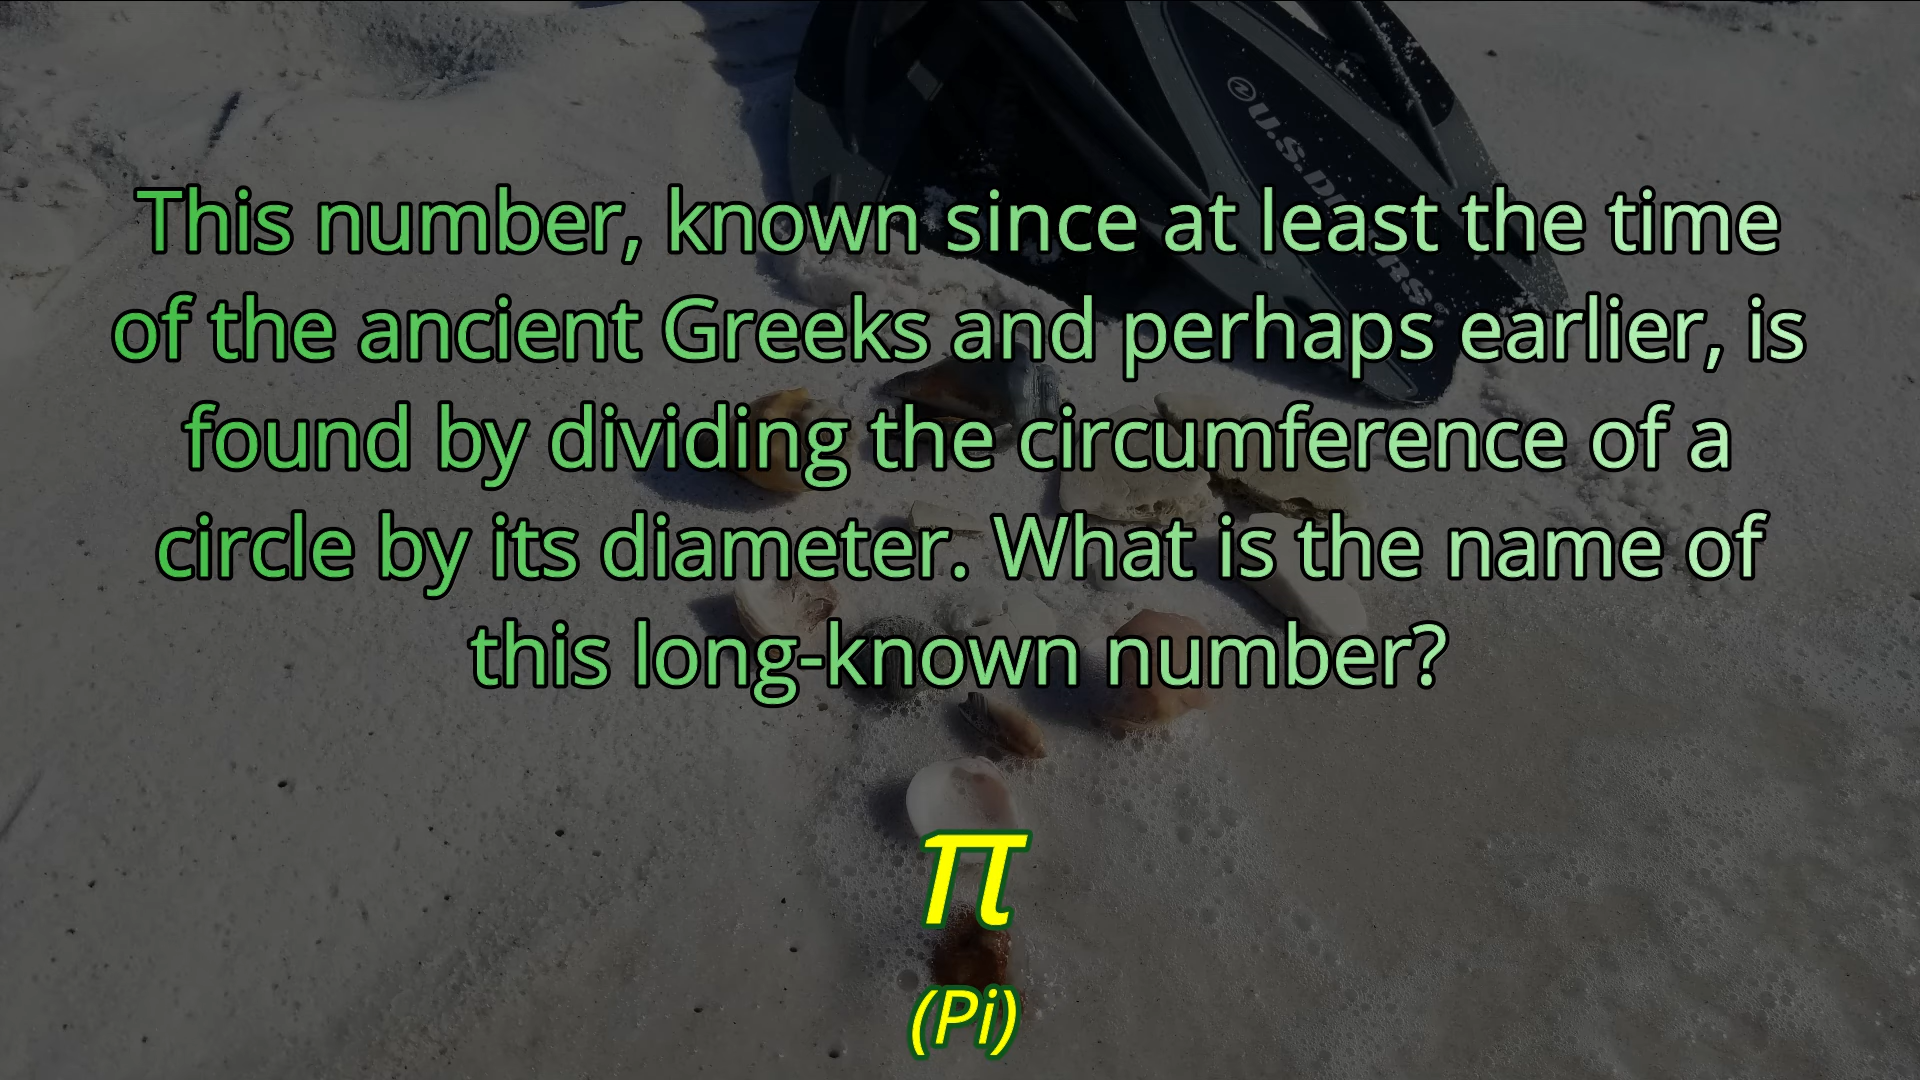 U.S.DIVERS
This number, known since at least the time
of the ancient Greeks and perhaps earlier, is
found by dividing the circumference of a
circle by its diameter. What is the name of
this long-known number?
π
(Pi)